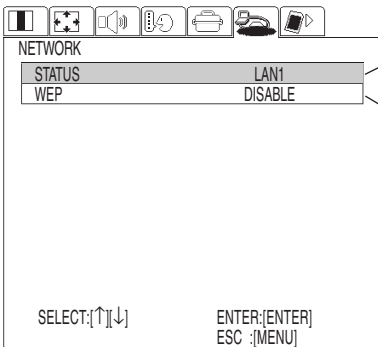 NETWORK
STATUS LAN1
WEP DISABLE
SELECT:[↑][↓] ENTER:[ENTER]
ESC :[MENU]